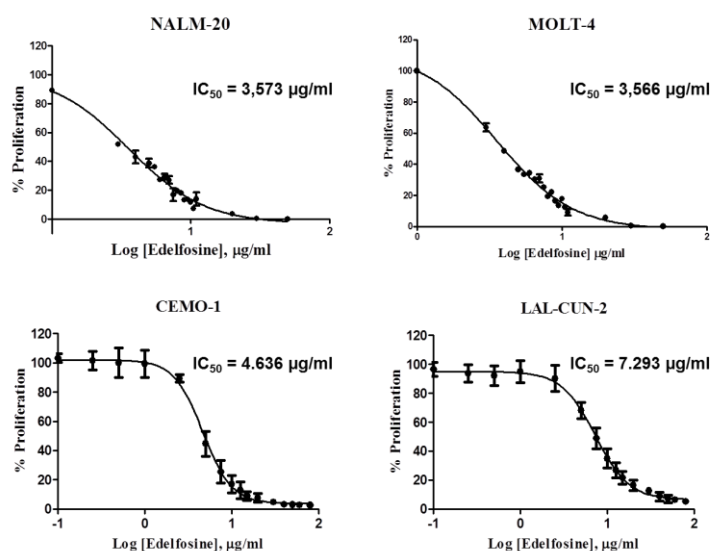 NALM-20
MOLT-4
120
100
80
60
40
20
0
% Proliferation
IC50 = 3,573 µg/ml
0
1
2
Log [Edelfosine], µg/ml
120
100
80
60
40
20
0
% Proliferation
IC50 = 3,566 µg/ml
0
1
2
Log [Edelfosine] µg/ml
CEMO-1
LAL-CUN-2
120
100
80
60
40
20
0
% Proliferation
IC50 = 4.636 µg/ml
-1
0
1
2
Log [Edelfosine] µg/ml
120
100
80
60
40
20
0
% Proliferation
IC50 = 7.293 µg/ml
-1
0
1
2
Log [Edelfosine] µg/ml